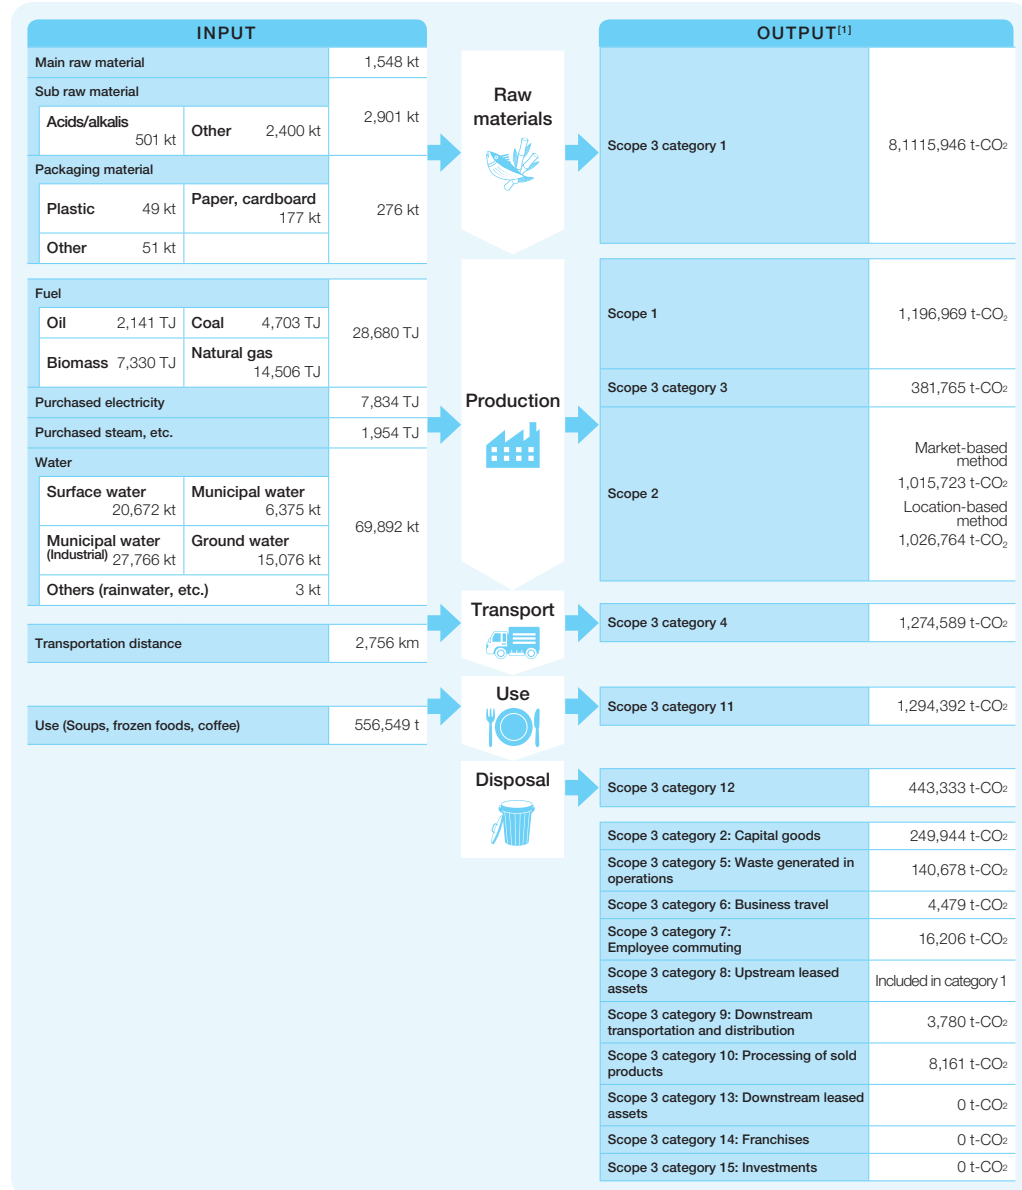 INPUT
Main raw material 1,548 kt
Sub raw material
2,901 kt
Acids/alkalis
501 kt
Other 2,400 kt
Packaging material
276 kt
Plastic 49 kt
Paper, cardboard
177 kt
Other 51 kt
Fuel
28,680 TJ
Oil 2,141 TJ
Coal 4,703 TJ
Biomass 7,330 TJ
Natural gas
14,506 TJ
Purchased electricity 7,834 TJ
Purchased steam, etc. 1,954 TJ
Water
69,892 kt
Surface water
20,672 kt
Municipal water
6,375 kt
Municipal water
(Industrial) 27,766 kt
Ground water
15,076 kt
Others (rainwater, etc.) 3 kt
Transportation distance 2,756 km
Use (Soups, frozen foods, coffee) 556,549 t
Raw
materials
Production
Transport
Use
Disposal
OUTPUT[1]
Scope 3 category 1 8,1115,946 t-CO2
Scope 1 1,196,969 t-CO2
Scope 3 category 3 381,765 t-CO2
Scope 2
Market-based
method
1,015,723 t-CO2
Location-based
method
1,026,764 t-CO2
Scope 3 category 4 1,274,589 t-CO2
Scope 3 category 11 1,294,392 t-CO2
Scope 3 category 12 443,333 t-CO2
Scope 3 category 2: Capital goods 249,944 t-CO2
Scope 3 category 5: Waste generated in
operations
140,678 t-CO2
Scope 3 category 6: Business travel 4,479 t-CO2
Scope 3 category 7:
Employee commuting
16,206 t-CO2
Scope 3 category 8: Upstream leased
assets
Included in category 1
Scope 3 category 9: Downstream
transportation and distribution
3,780 t-CO2
Scope 3 category 10: Processing of sold
products
8,161 t-CO2
Scope 3 category 13: Downstream leased
assets
0 t-CO2
Scope 3 category 14: Franchises 0 t-CO2
Scope 3 category 15: Investments 0 t-CO2